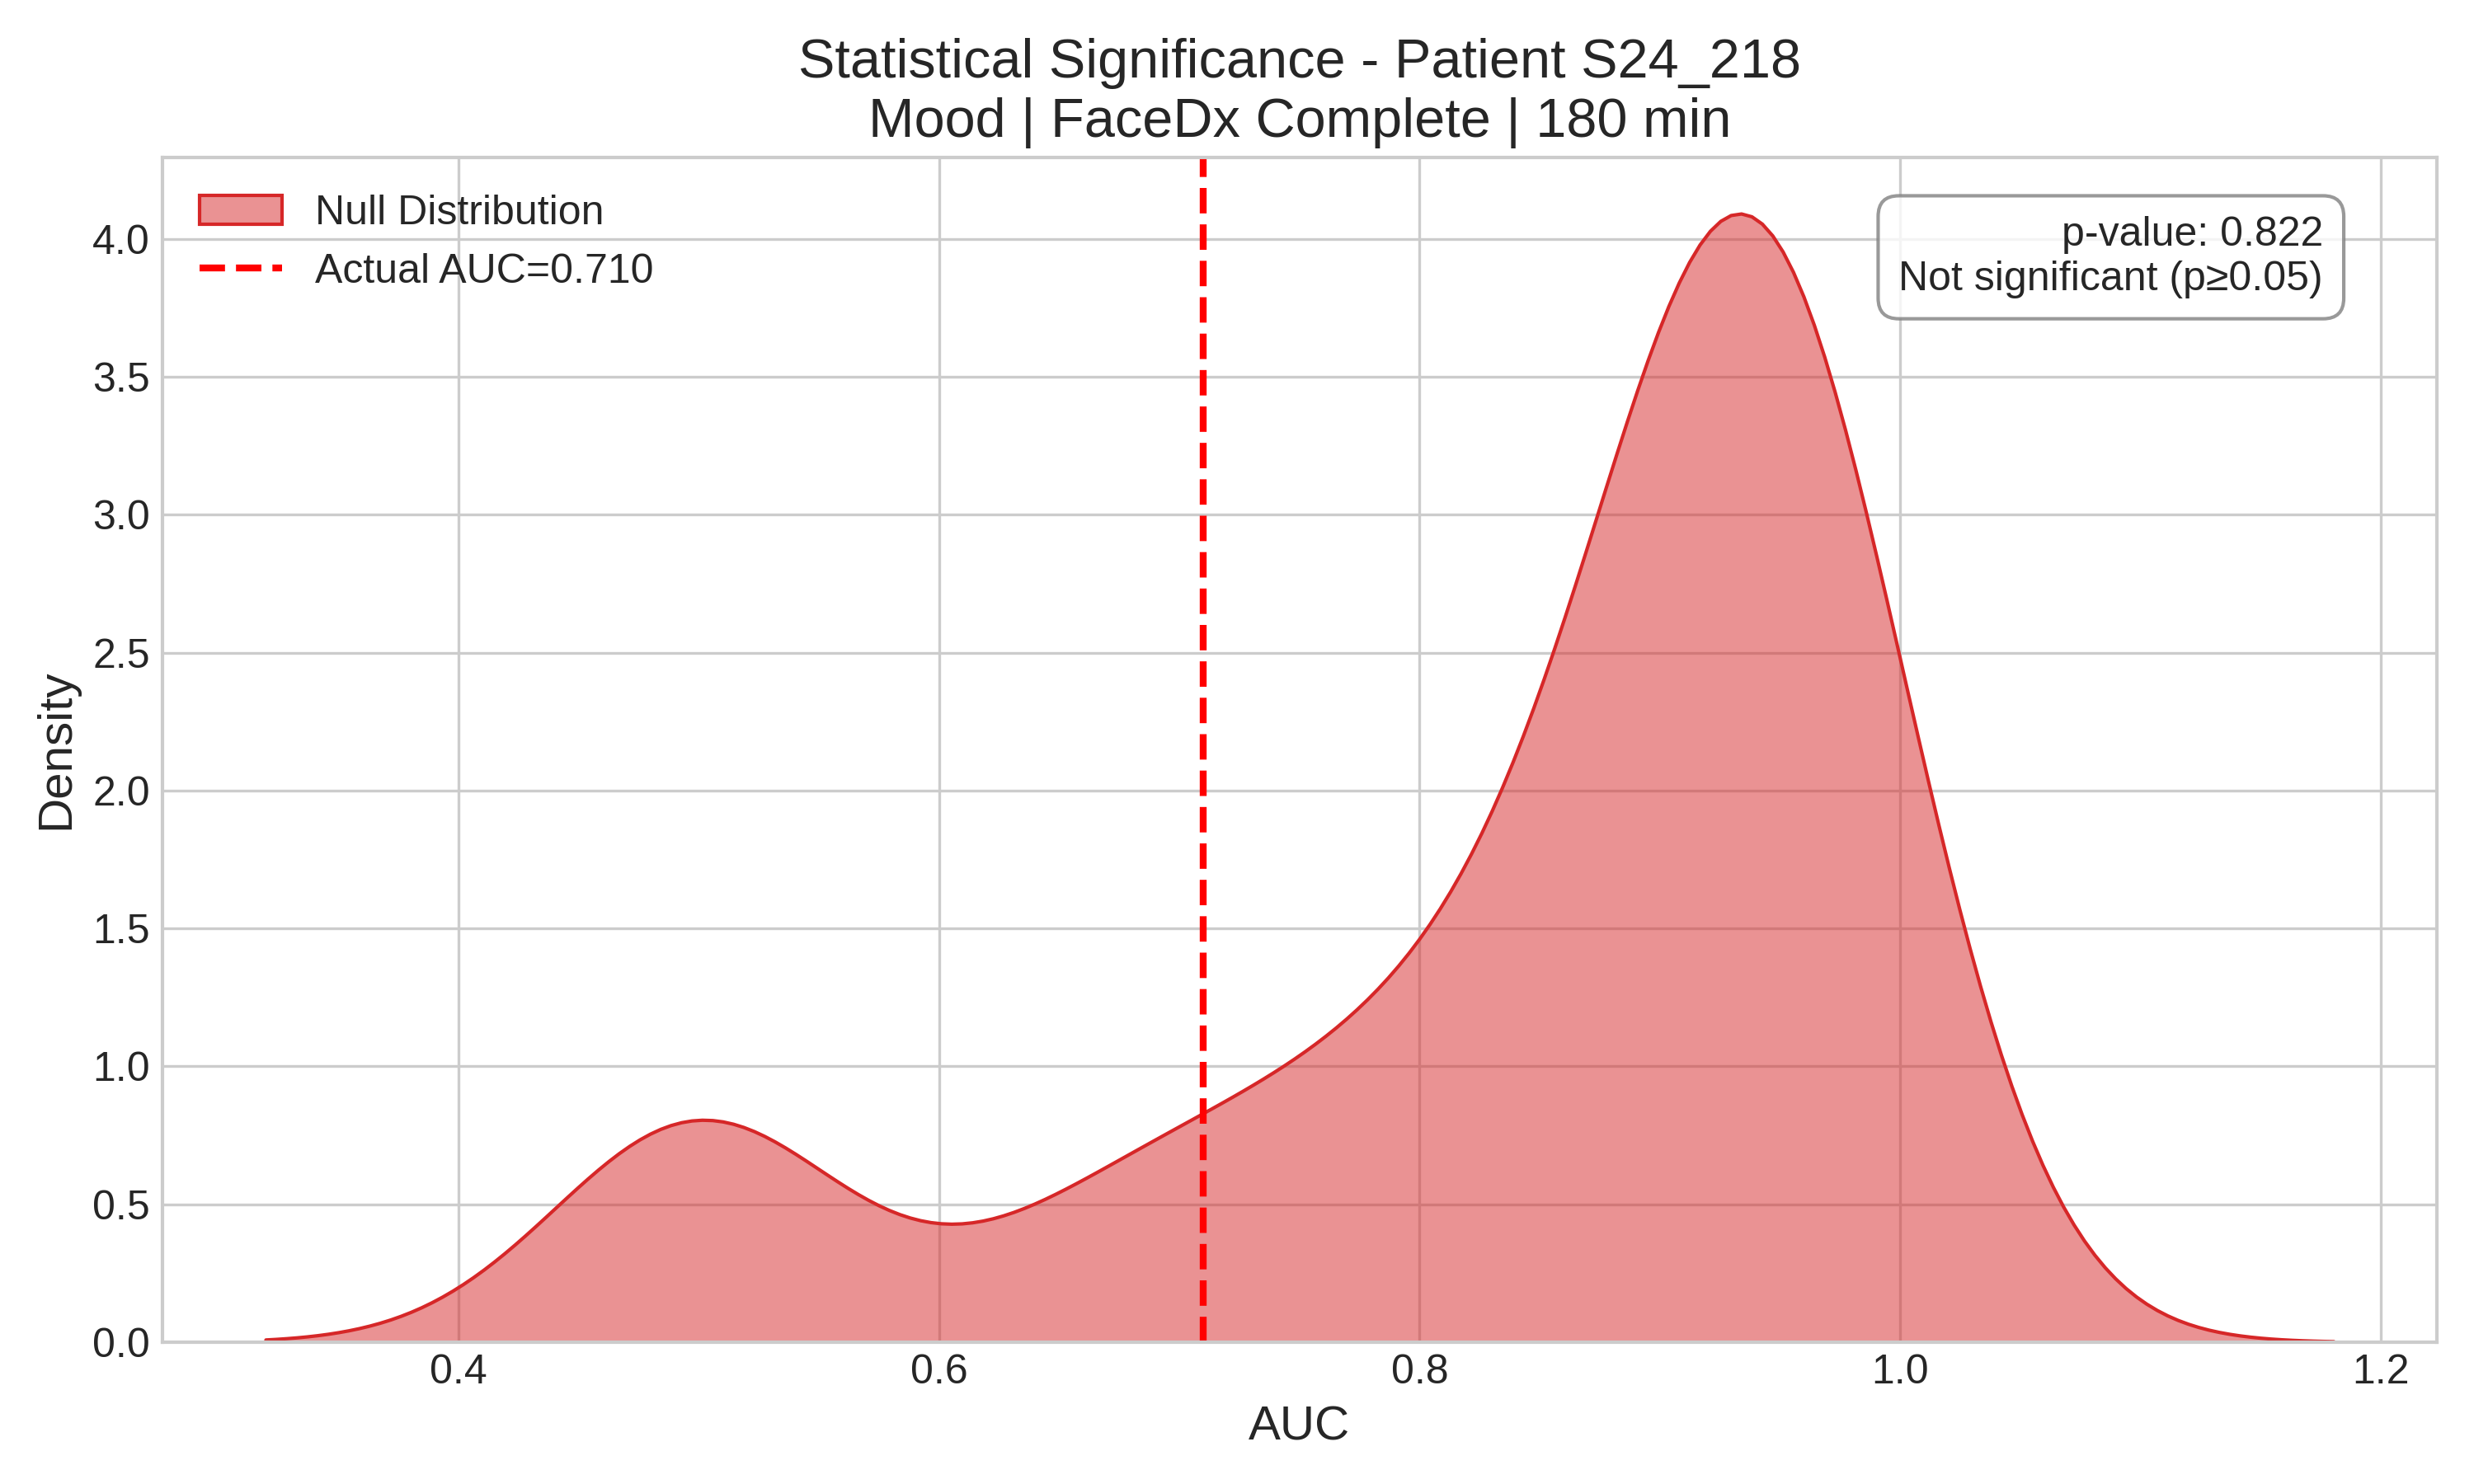 Statistical Significance - Patient S24_218
Mood | FaceDx Complete | 180 min
Null Distribution
Actual AUC=0.710
p-value: 0.822
Not significant (p≥0.05)
Density
4.0
3.5
3.0
2.5
2.0
1.5
1.0
0.5
0.0
0.4
0.6
0.8
1.0
1.2
AUC